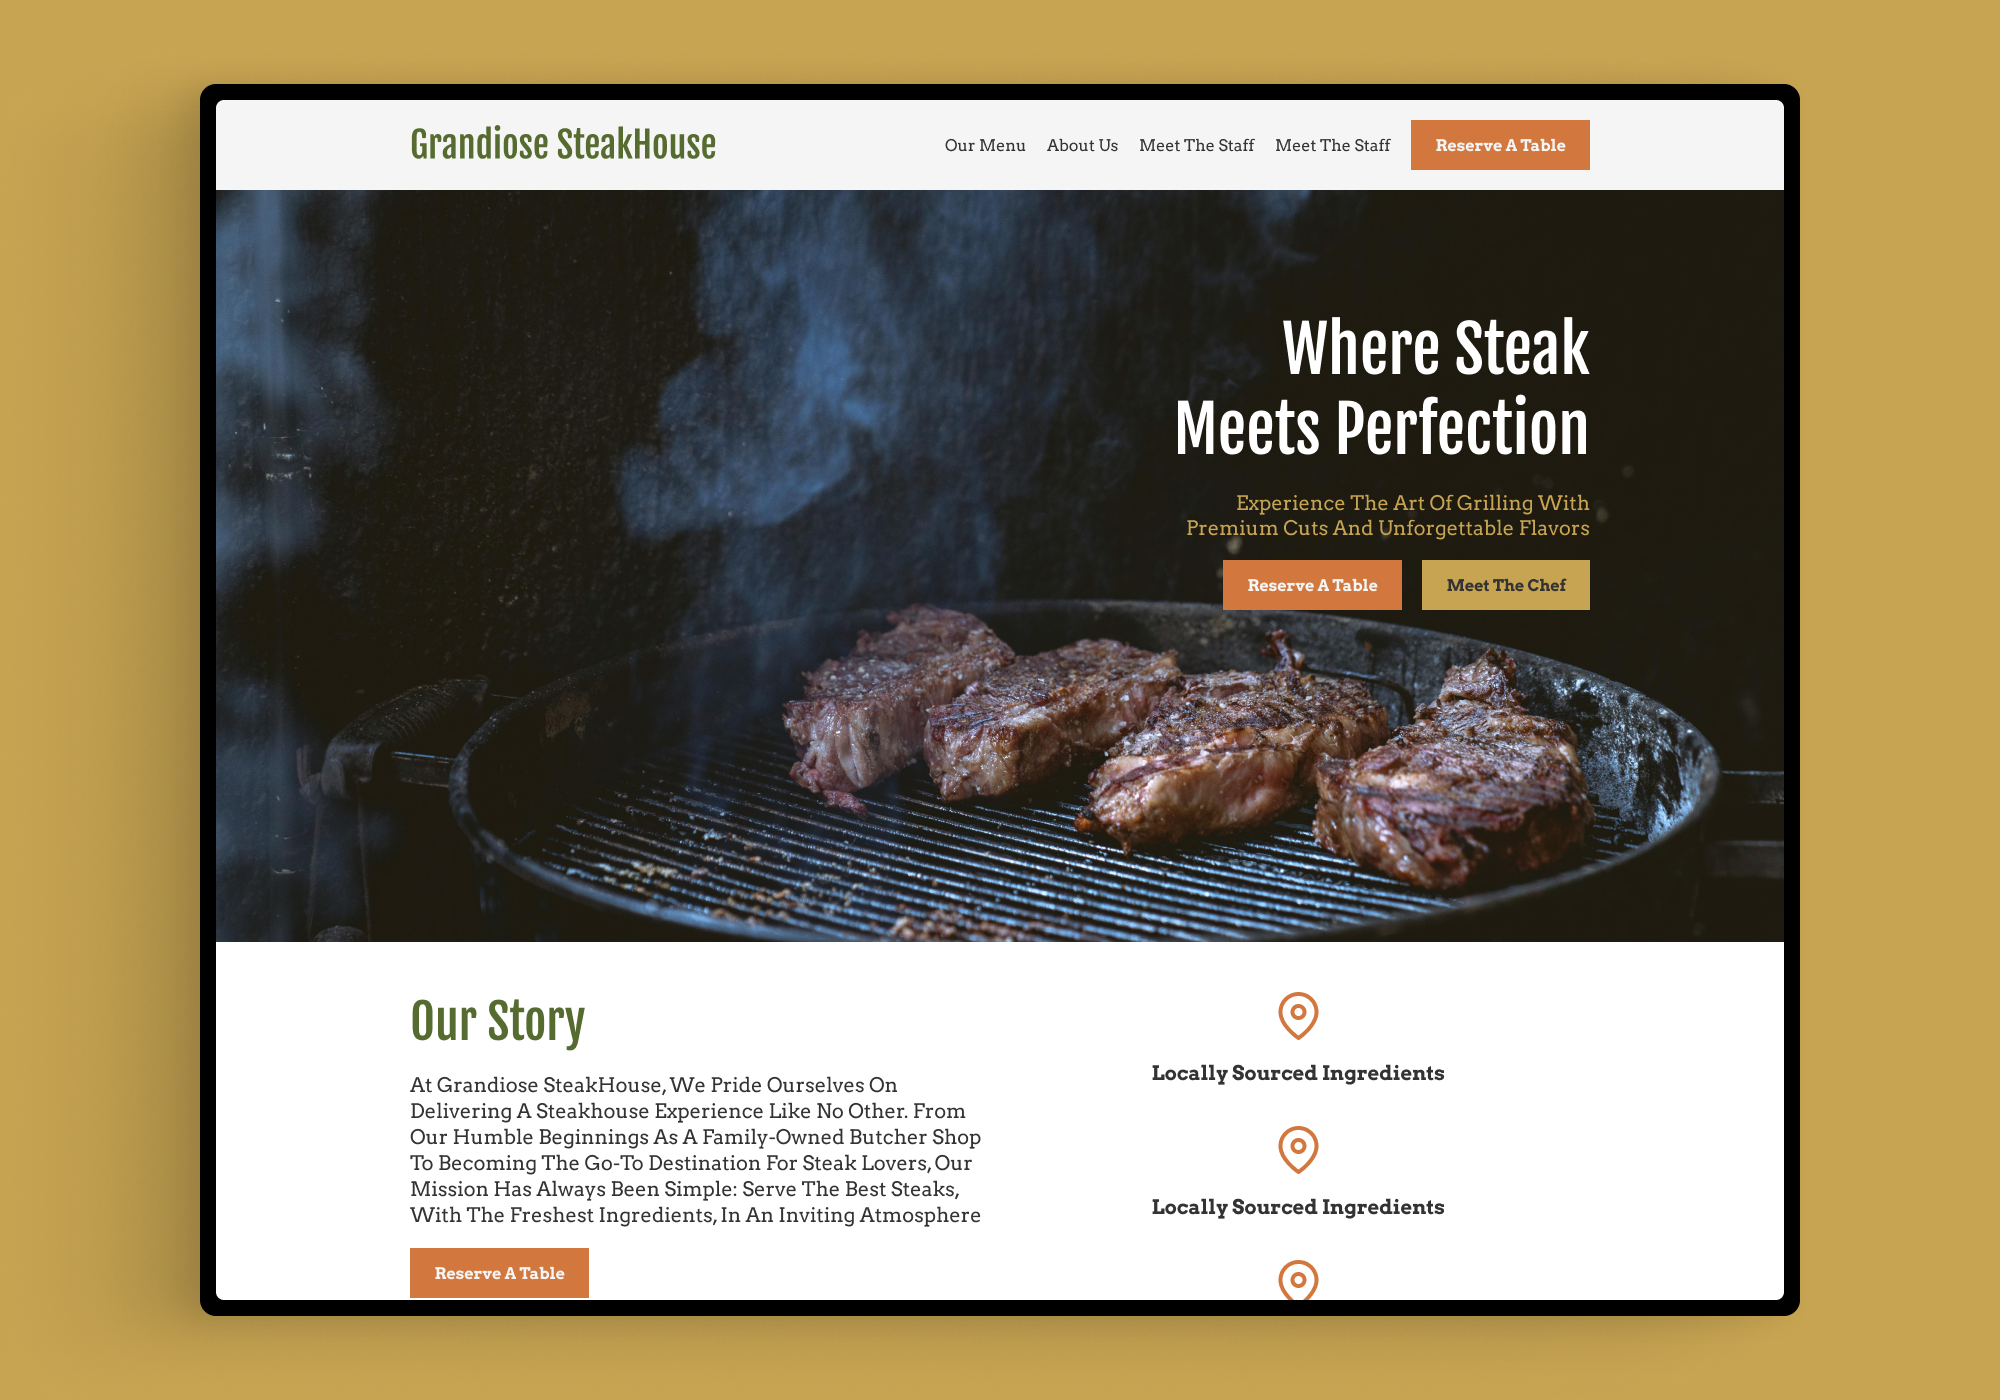 Grandiose SteakHouse
Our Menu About Us Meet The Staff Meet The Staff Reserve A Table
Where Steak
Meets Perfection
Experience The Art Of Grilling With
Premium Cuts And Unforgettable Flavors
Reserve A Table Meet The Chef
Our Story
At Grandiose SteakHouse, We Pride Ourselves On
Delivering A Steakhouse Experience Like No Other. From
Our Humble Beginnings As A Family-Owned Butcher Shop
To Becoming The Go-To Destination For Steak Lovers, Our
Mission Has Always Been Simple: Serve The Best Steaks,
With The Freshest Ingredients, In An Inviting Atmosphere
Reserve A Table
Locally Sourced Ingredients
Locally Sourced Ingredients